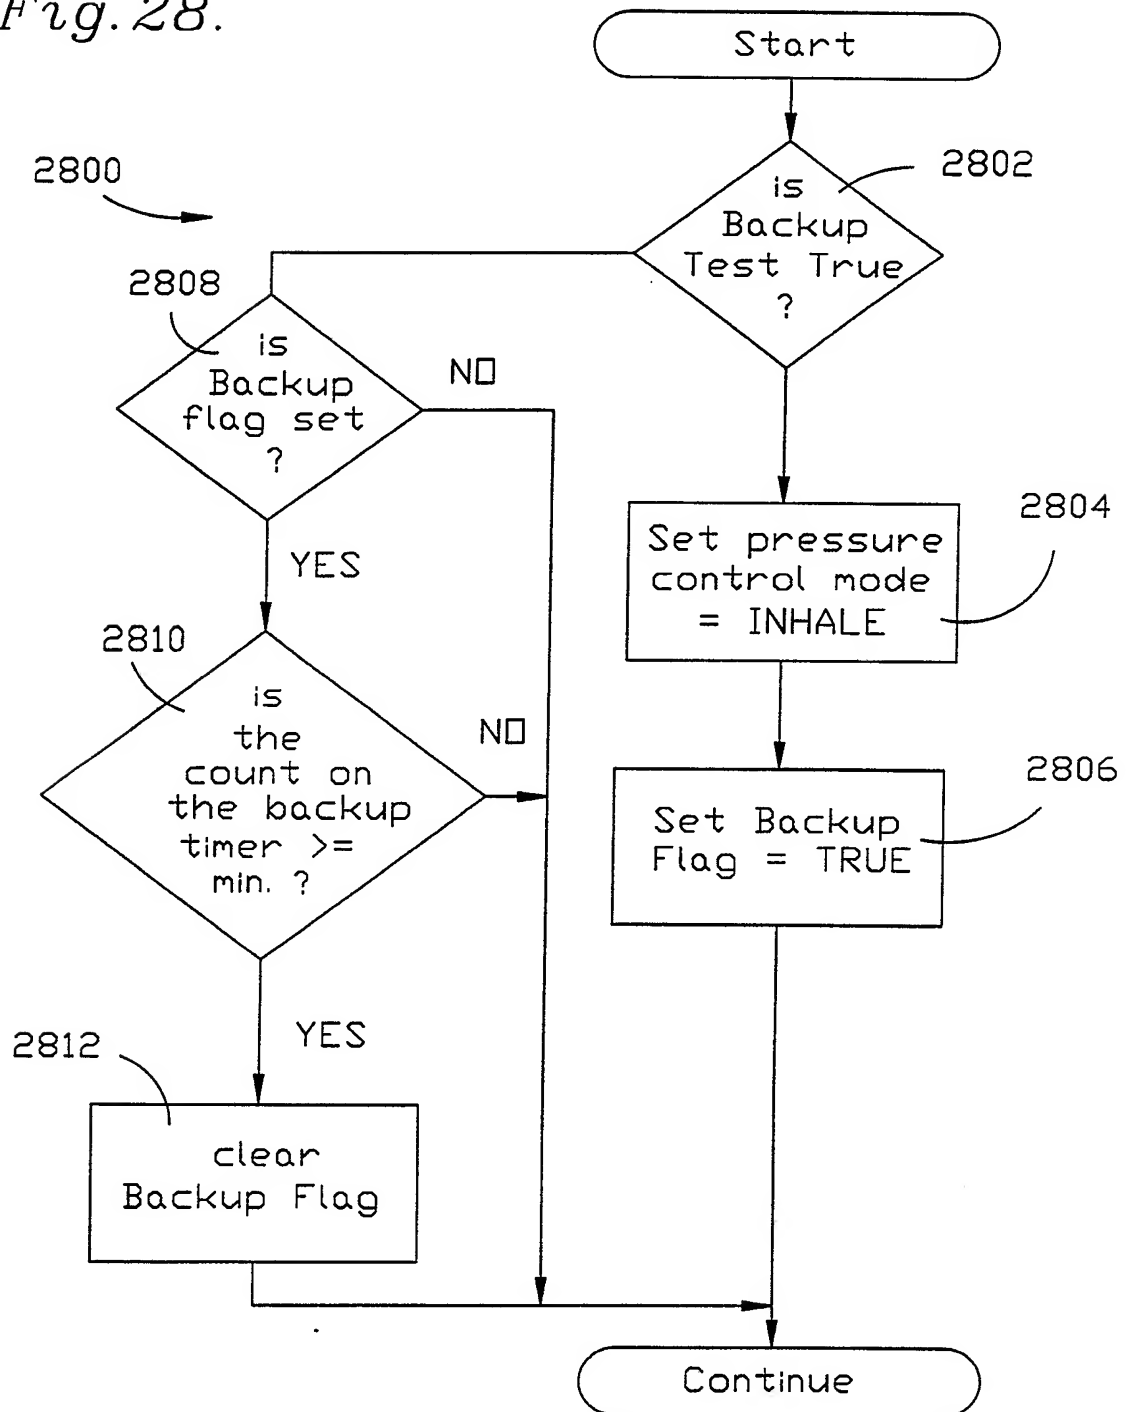 Fig. 28.
Start
2800
2802
is
Backup
Test True
?
2808
is
Backup
flag set
?
NO
YES
2804
Set pressure
control mode
= INHALE
2810
is
the
count on
the backup
timer >=
min. ?
NO
2806
Set Backup
Flag = TRUE
YES
2812
clear
Backup Flag
Continue